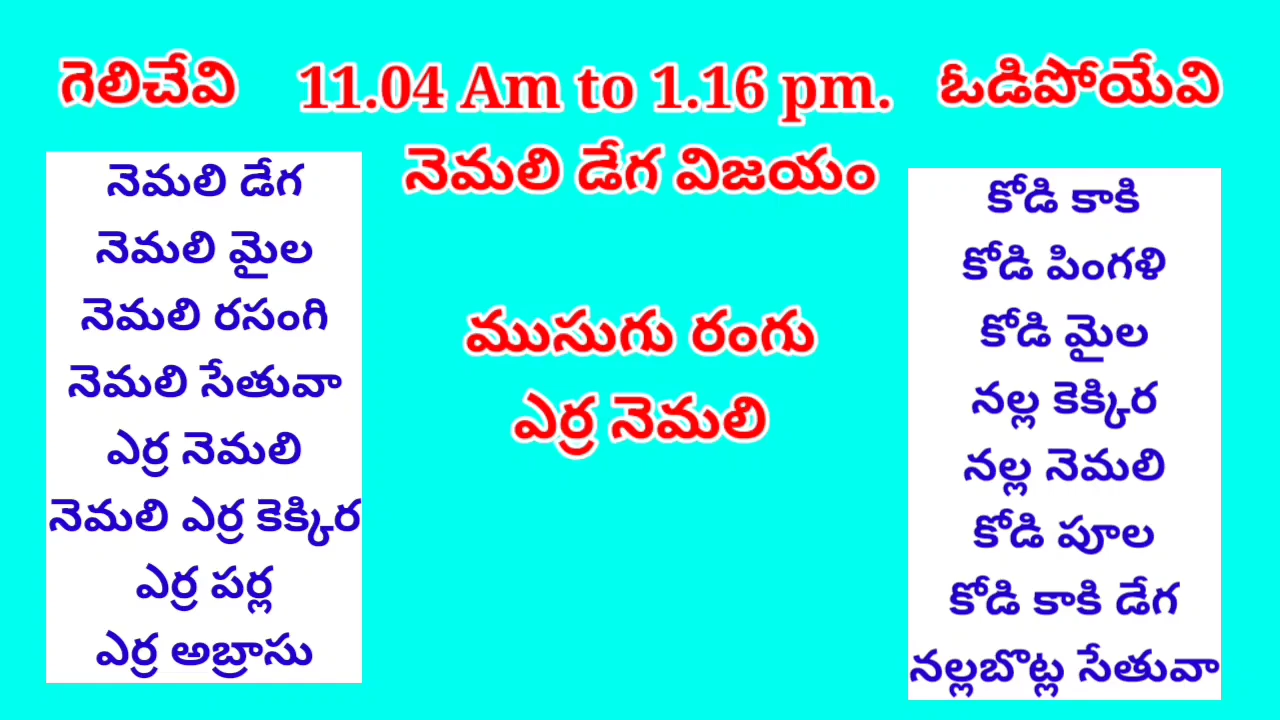 గెలిచేవి
11.04 Am to 1.16 pm.
ఓడిపోయేవి
నెమలి డేగ విజయం
ముసుగు రంగు
ఎర్ర నెమలి
నెమలి డేగ
నెమలి మైల
నెమలి రసంగి
నెమలి సేతువా
ఎర్ర నెమలి
నెమలి ఎర్ర కెక్కిర
ఎర్ర పర్ల
ఎర్ర అబ్రాసు
కోడి కాకి
కోడి పింగళి
కోడి మైల
నల్ల కెక్కిర
నల్ల నెమలి
కోడి పూల
కోడి కాకి డేగ
నల్లబొట్ల సేతువా